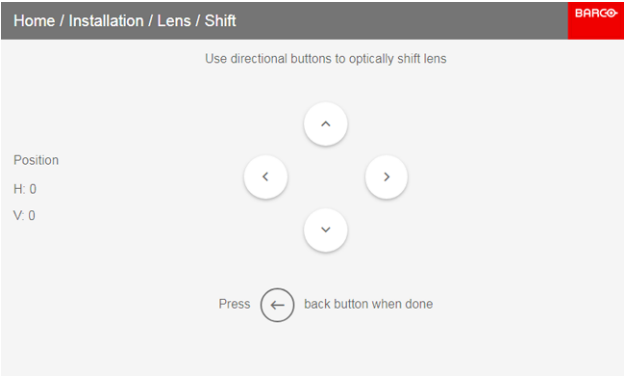 Home / Installation / Lens / Shift
BARCO
Use directional buttons to optically shift lens
Position
H: 0
V: 0
Press back button when done